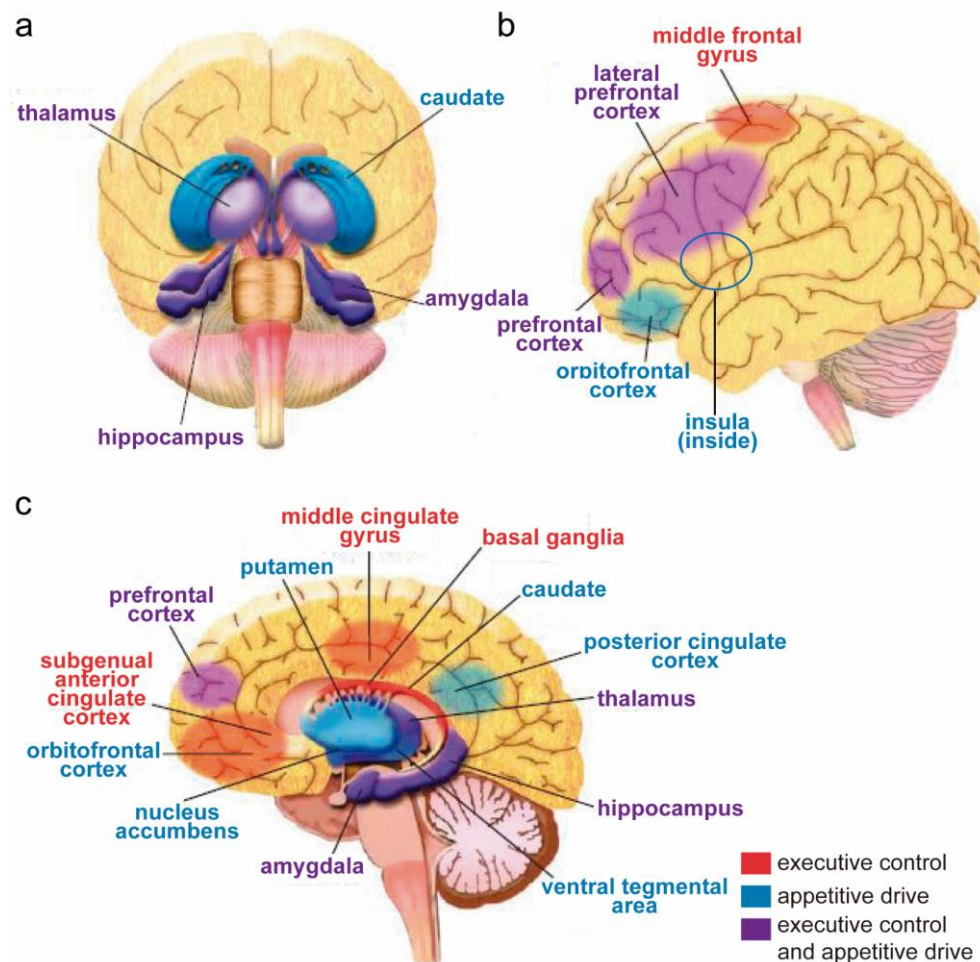 a
thalamus
caudate
amygdala
hippocampus
b
middle frontal
gyrus
lateral
prefrontal
cortex
prefrontal
cortex
orbitofrontal
cortex
insula
(inside)
c
middle cingulate
gyrus
basal ganglia
putamen
caudate
prefrontal
cortex
posterior cingulate
cortex
subgenual
anterior
cingulate
cortex
thalamus
orbitofrontal
cortex
nucleus
accumbens
hippocampus
amygdala
ventral tegmental
area
executive control
appetitive drive
executive control
and appetitive drive